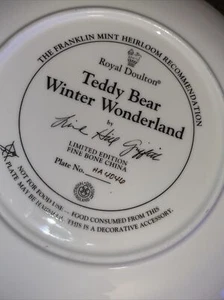 THE FRANKLIN MINT HEIRLOOM RECOMMENDATION
Royal Doulton®
Teddy Bear
Winter Wonderland
by
LIMITED EDITION
FINE BONE CHINA
Plate No.
NOT FOR FOOD USE
FOOD CONSUMED FROM THIS
PLATE MAY BE HARMFUL. THIS IS A DECORATIVE ACCESSORY.